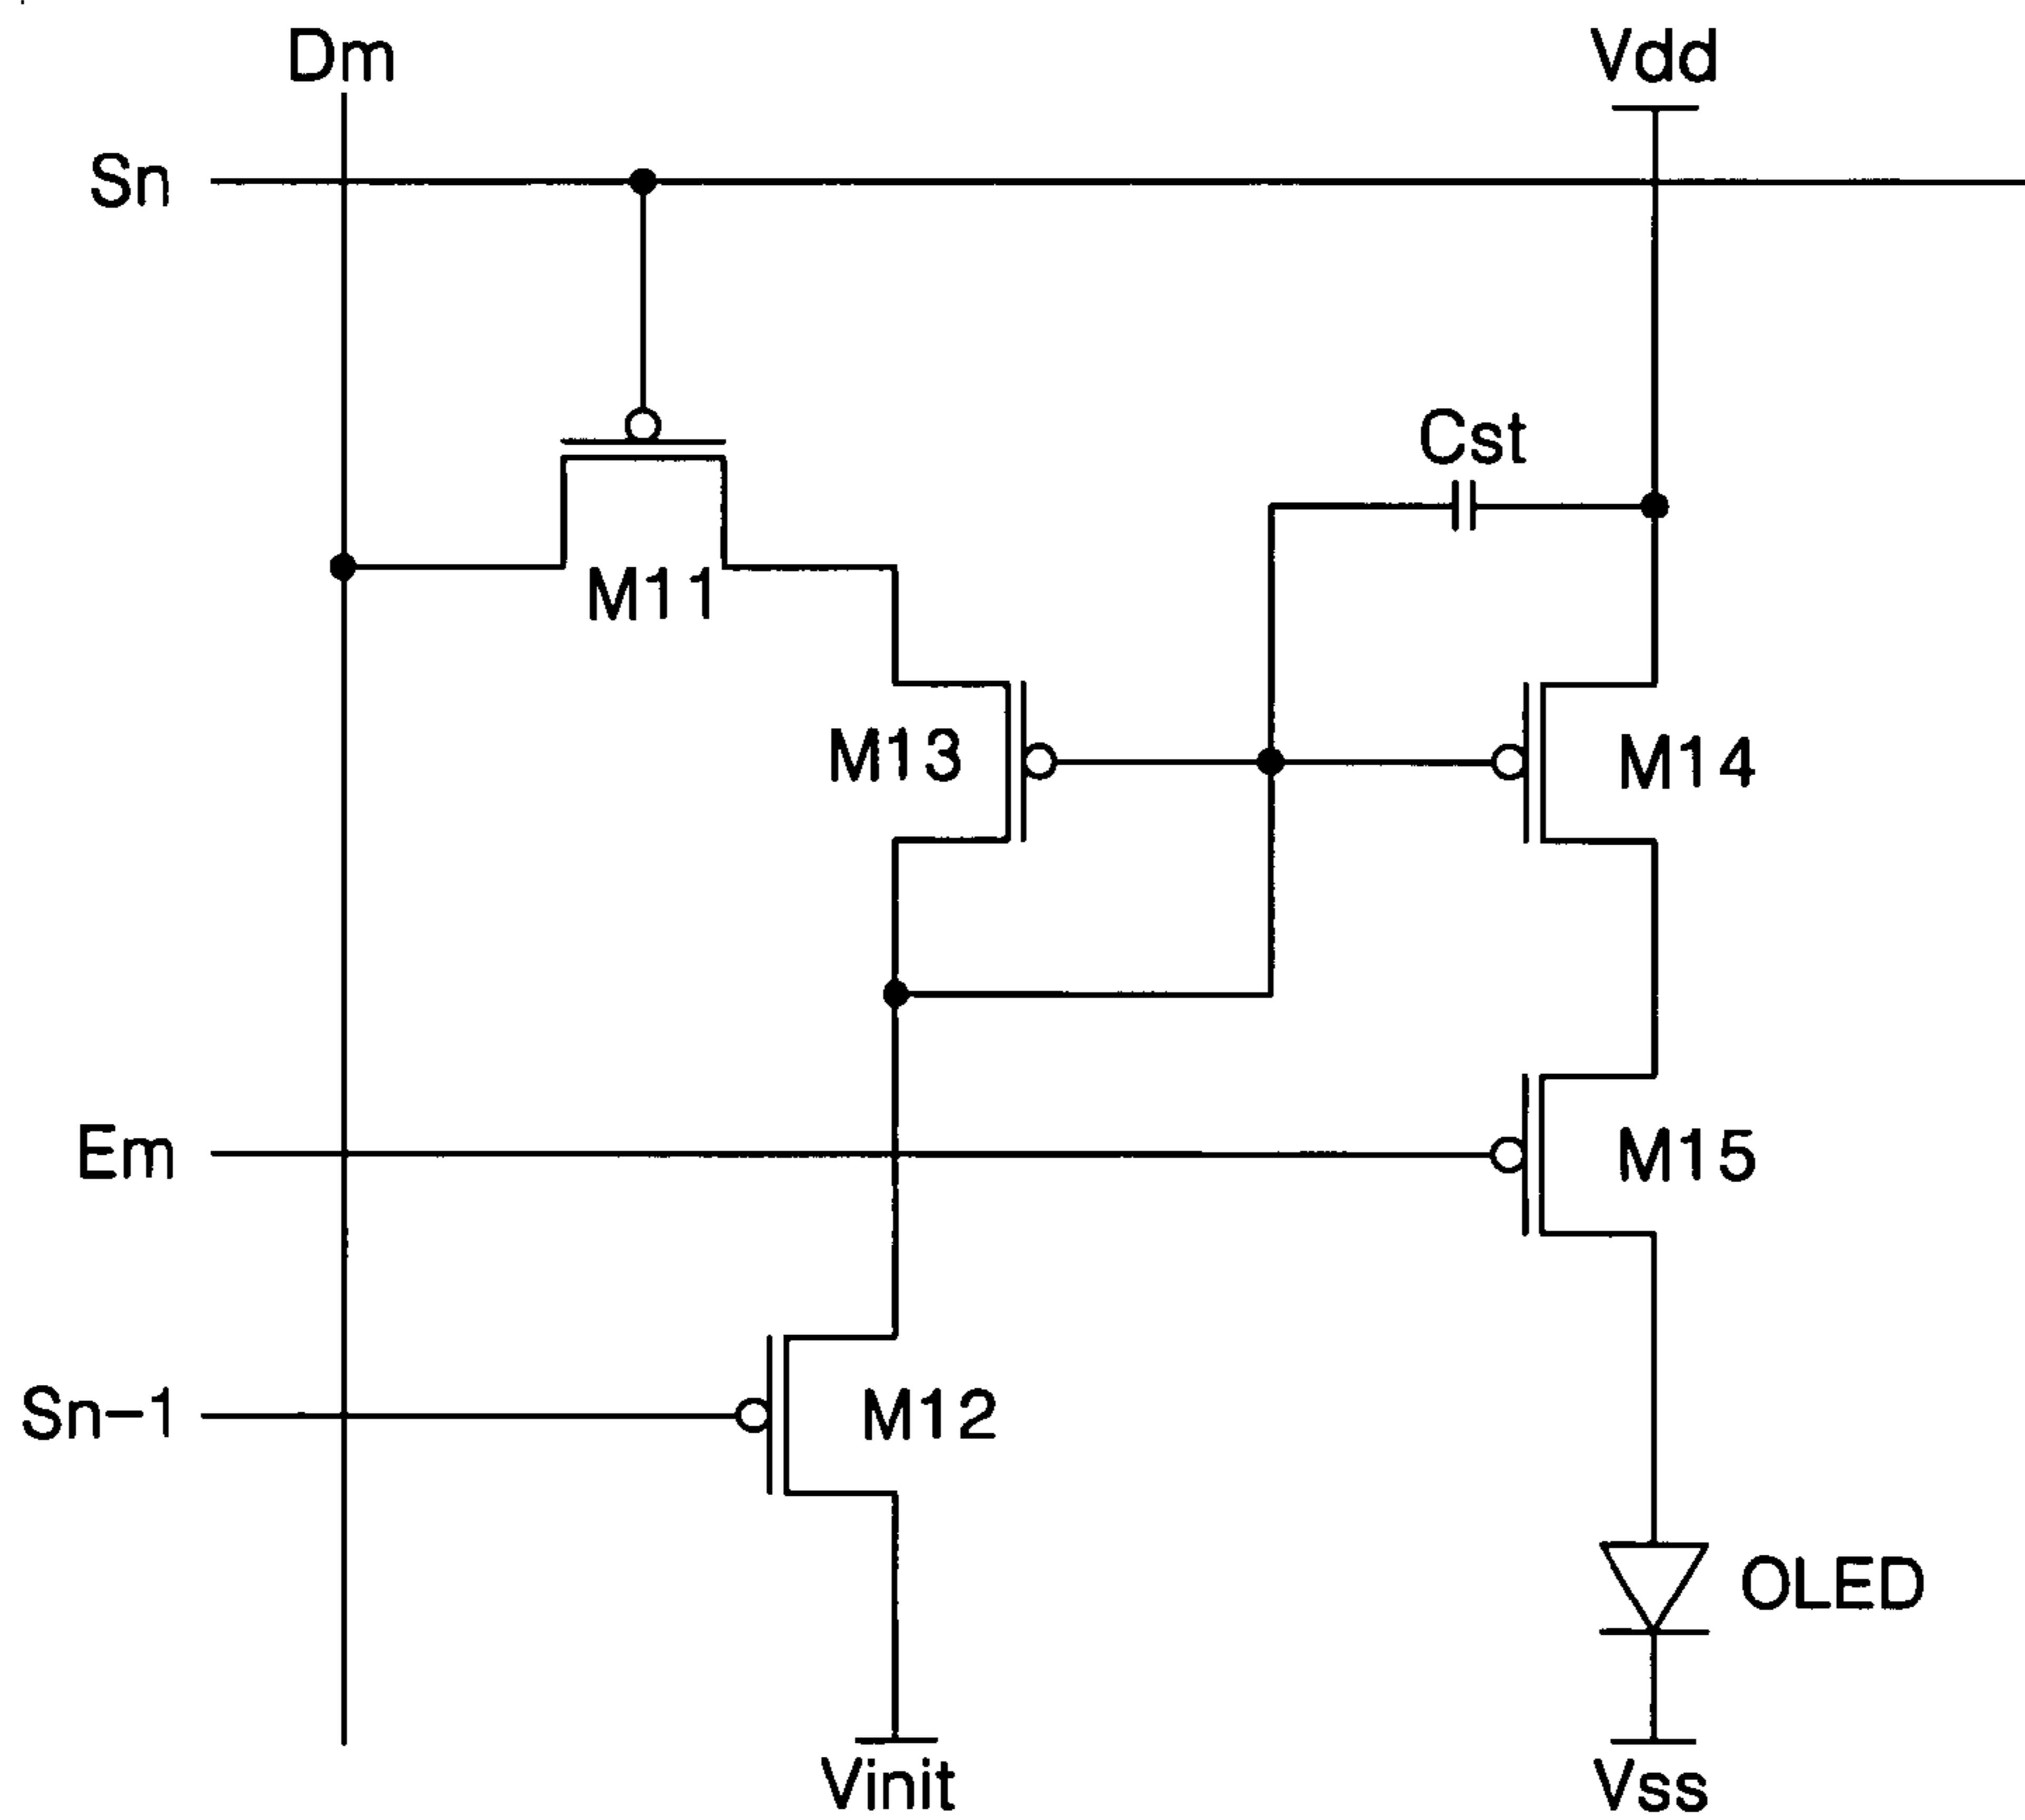 Dm
Vdd
Sn
Cst
M11
M13
M14
Em
M15
Sn-1
M12
OLED
Vinit
Vss